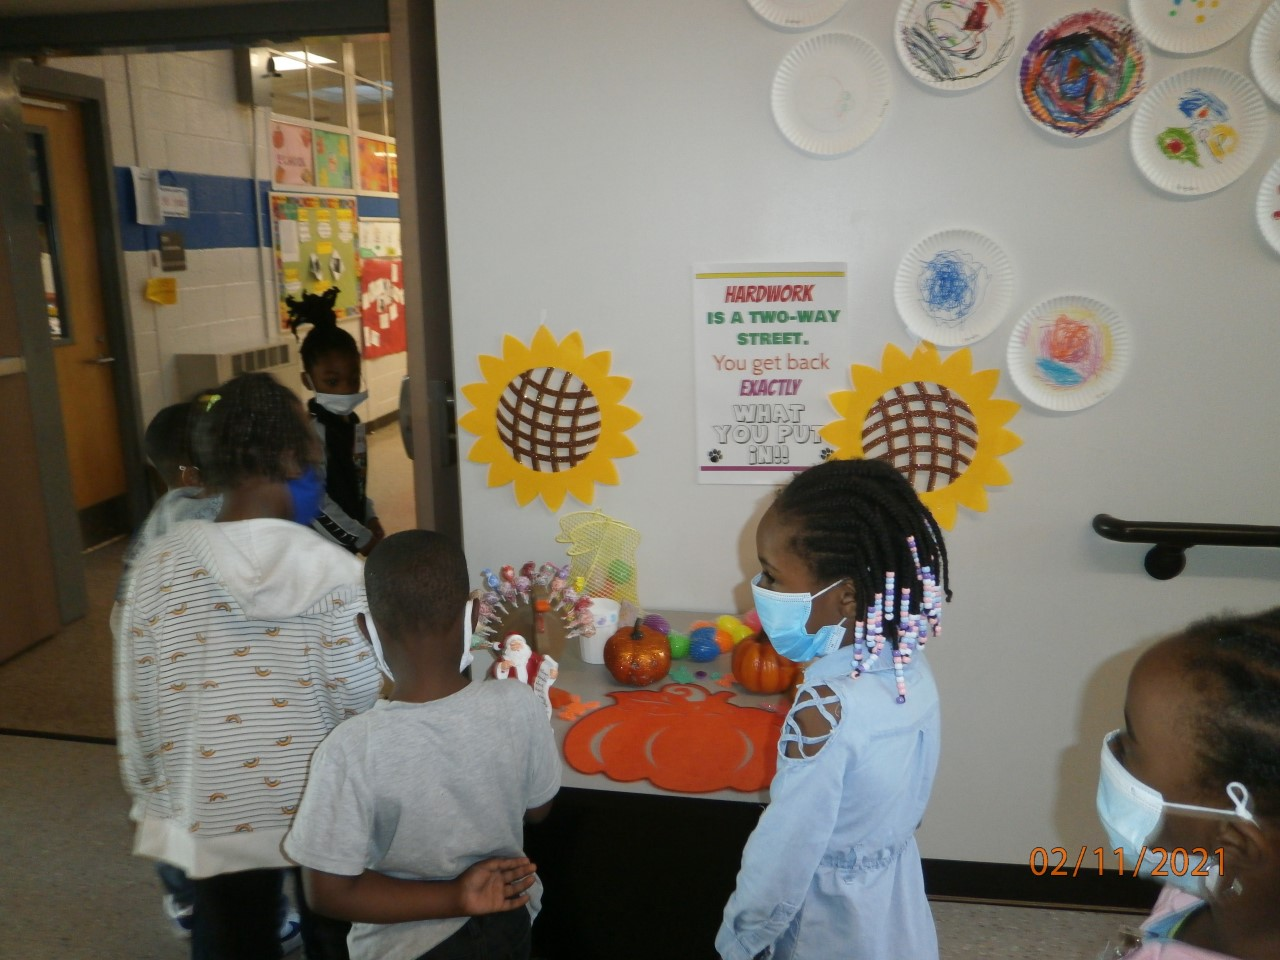 HARDWORK
IS A TWO-WAY
STREET.
You get back
EXACTLY
WHAT
YOU PUT
iN!!
02/11/2021